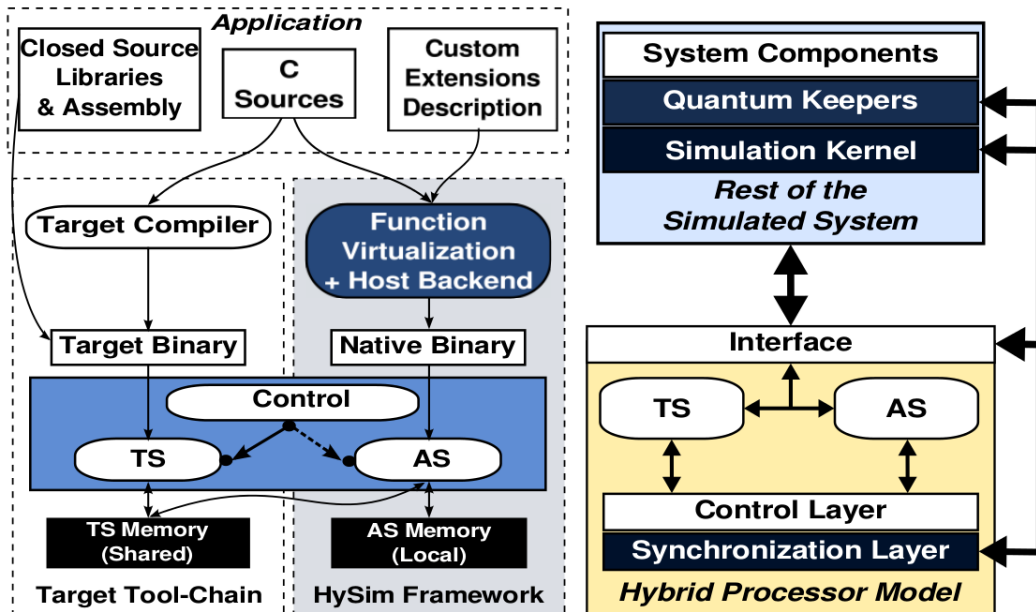 Application
Closed Source
Libraries
& Assembly
C
Sources
Custom
Extensions
Description
Target Compiler
Function
Virtualization
+ Host Backend
Target Binary
Native Binary
Control
TS
AS
TS Memory
(Shared)
AS Memory
(Local)
Target Tool-Chain
HySim Framework
System Components
Quantum Keepers
Simulation Kernel
Rest of the
Simulated System
Interface
TS
AS
Control Layer
Synchronization Layer
Hybrid Processor Model